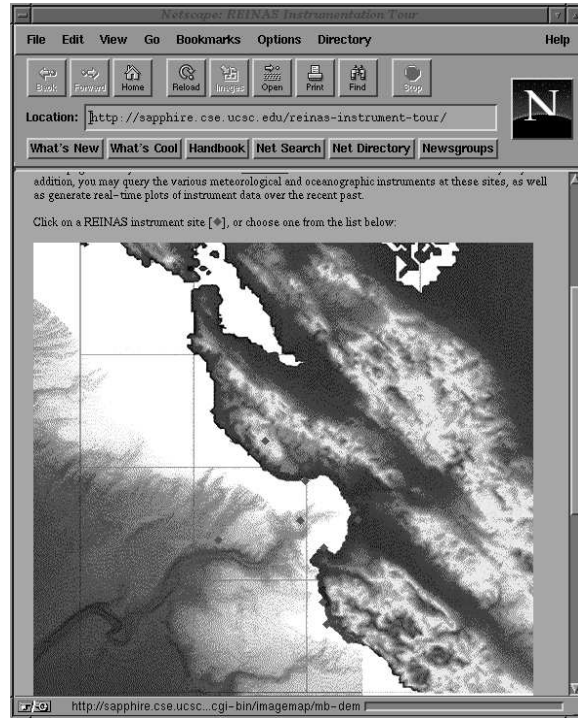 Netscape: REINAS Instrumentation Tour
File Edit View Go Bookmarks Options Directory Help
Back Forward Home Reload Images Open Print Find Stop
N
Location: http://sapphire.cse.ucsc.edu/reinas-instrument-tour/
What's New What's Cool Handbook Net Search Net Directory Newsgroups
addition, you may query the various meteorological and oceanographic instruments at these sites, as well
as generate real-time plots of instrument data over the recent past.
Click on a REINAS instrument site [◆], or choose one from the list below:
http://sapphire.cse.ucsc...cgi-bin/imagemap/mb-dem